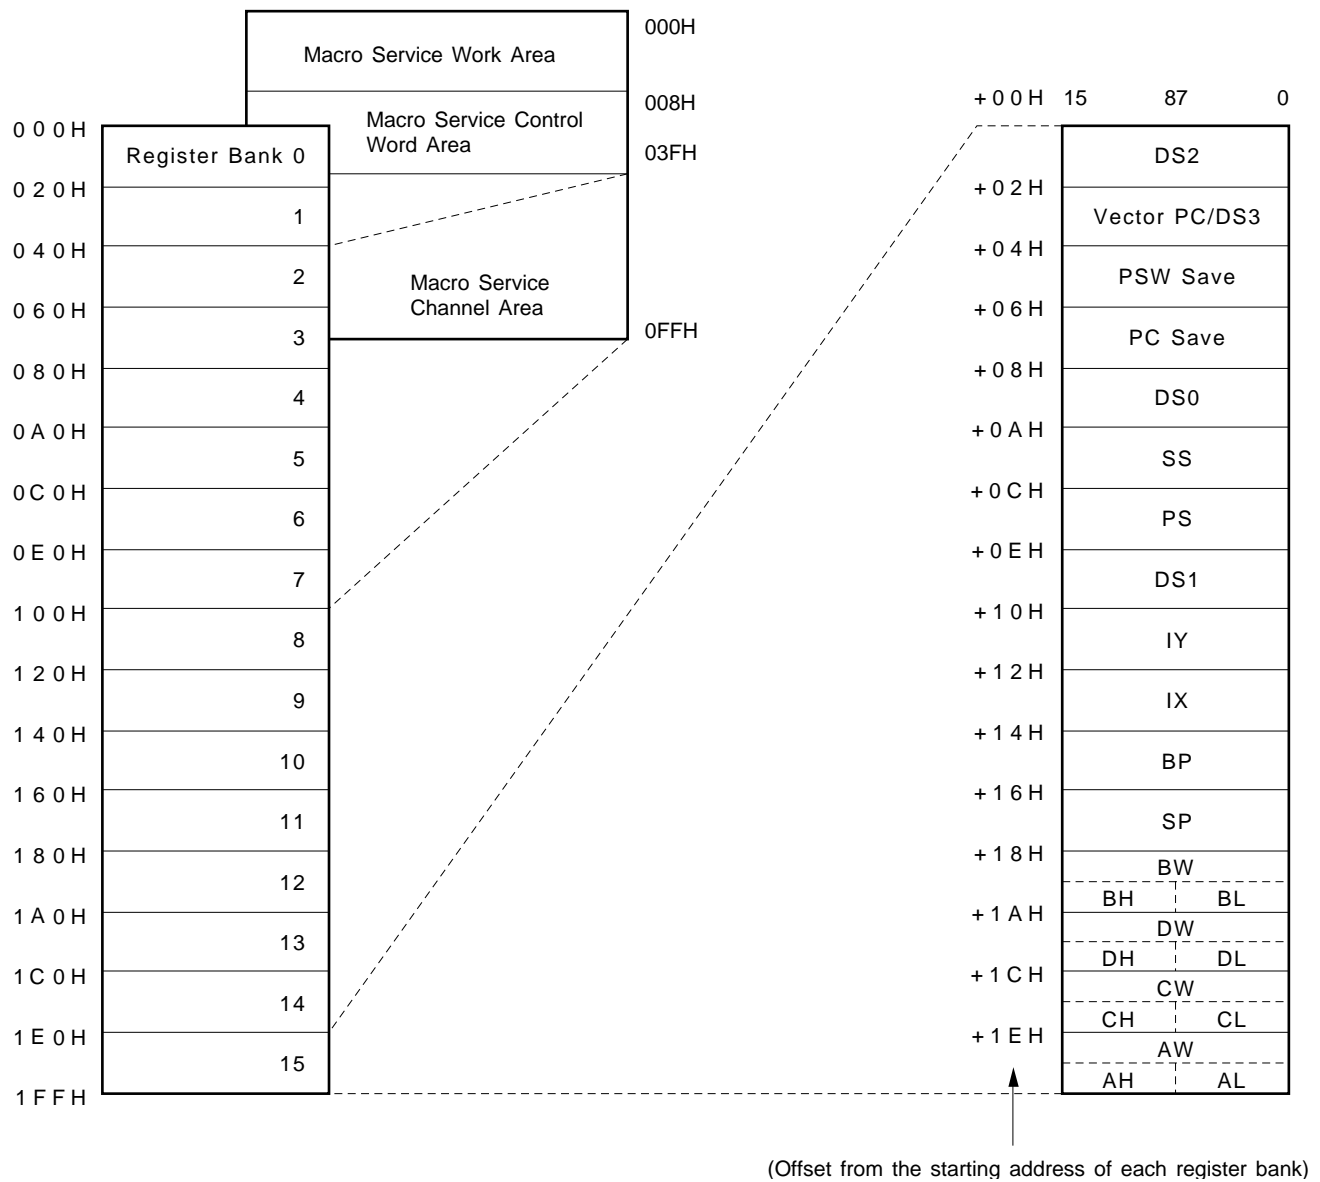 000H
Macro Service Work Area
008H
Macro Service Control
Word Area
03FH
Macro Service
Channel Area
0FFH
000H
Register Bank 0
020H
1
040H
2
060H
3
080H
4
0A0H
5
0C0H
6
0E0H
7
100H
8
120H
9
140H
10
160H
11
180H
12
1A0H
13
1C0H
14
1E0H
15
1FFH
+00H 15 87 0
DS2
+02H
Vector PC/DS3
+04H
PSW Save
+06H
PC Save
+08H
DS0
+0AH
SS
+0CH
PS
+0EH
DS1
+10H
IY
+12H
IX
+14H
BP
+16H
SP
+18H
BW
BH BL
+1AH
DW
DH DL
+1CH
CW
CH CL
+1EH
AW
AH AL
(Offset from the starting address of each register bank)